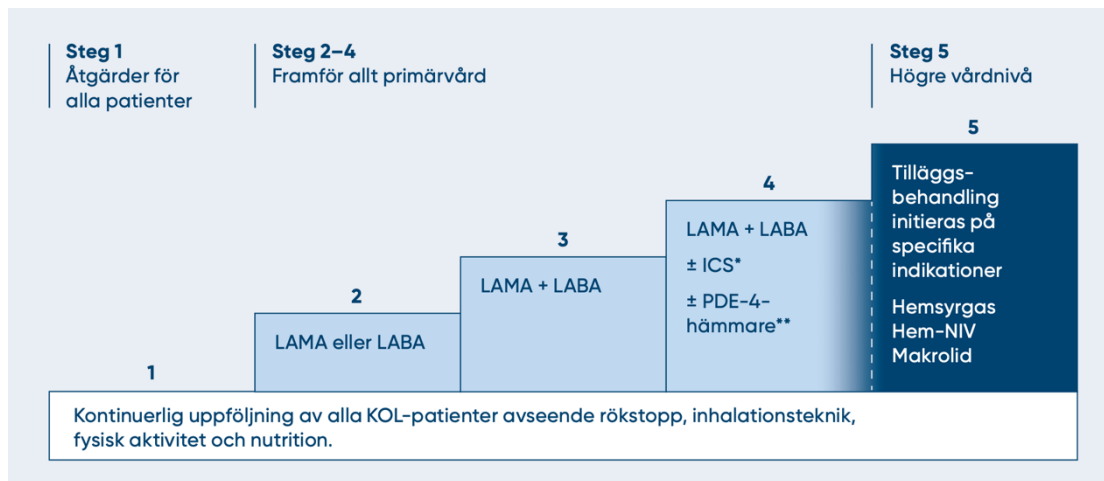 Steg 1
Åtgärder för
alla patienter
Steg 2–4
Framför allt primärvård
Steg 5
Högre vårdnivå
5
Tilläggs-
behandling
initieras på
specifika
indikationer
Hemsyrgas
Hem-NIV
Makrolid
4
LAMA + LABA
± ICS*
± PDE-4-
hämmare**
3
LAMA + LABA
2
LAMA eller LABA
1
Kontinuerlig uppföljning av alla KOL-patienter avseende rökstopp, inhalationsteknik,
fysisk aktivitet och nutrition.